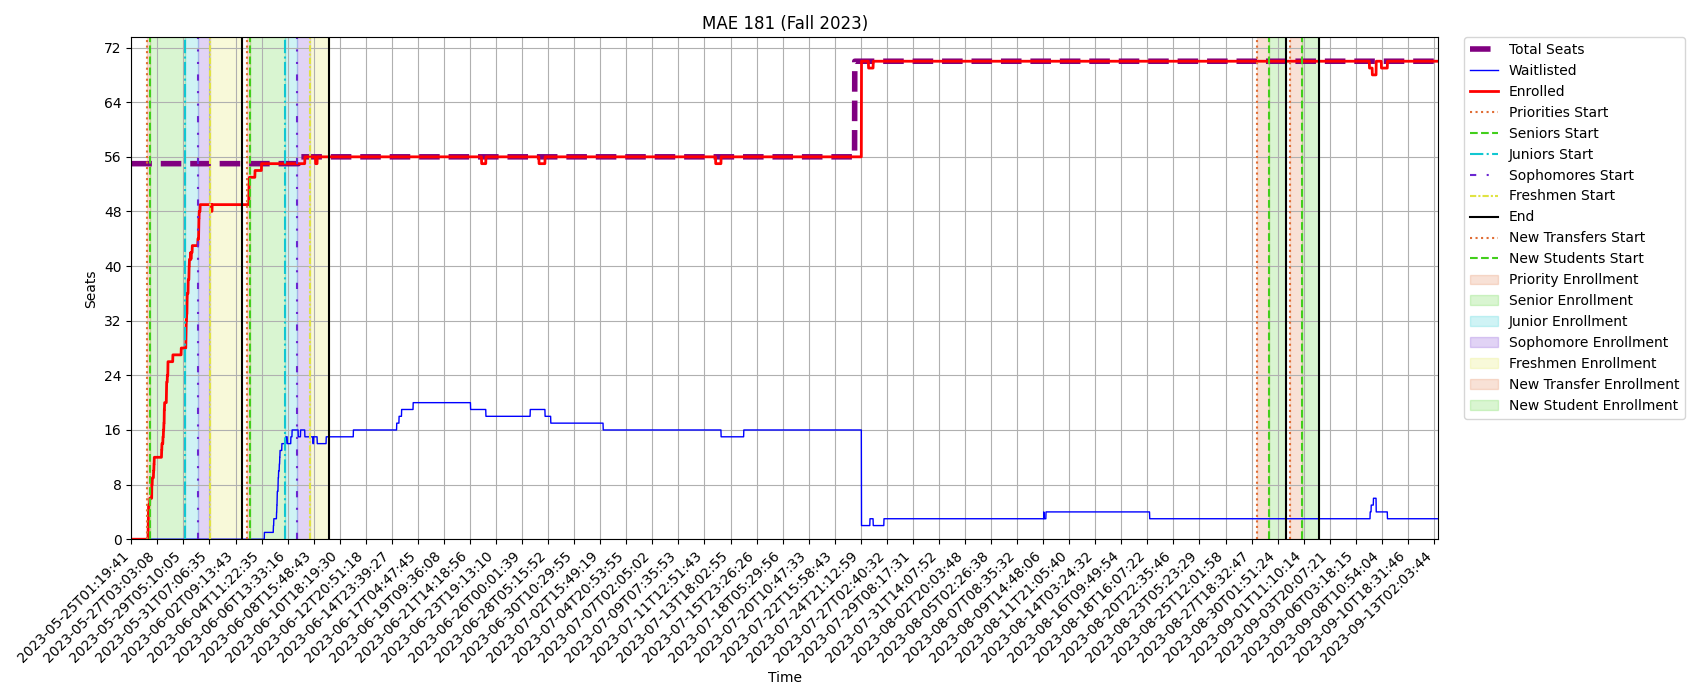 MAE 181 (Fall 2023)
72
64
56
48
40
32
24
16
8
0
Seats
2023-05-25T01:19:41
2023-05-27T03:03:08
2023-05-29T05:10:05
2023-05-31T07:06:35
2023-06-02T09:13:43
2023-06-04T11:22:35
2023-06-06T13:33:16
2023-06-08T15:48:43
2023-06-10T18:19:30
2023-06-12T20:51:18
2023-06-14T23:39:27
2023-06-17T04:47:45
2023-06-19T09:36:08
2023-06-21T14:18:56
2023-06-23T19:13:10
2023-06-26T00:01:39
2023-06-28T05:15:52
2023-06-30T10:29:55
2023-07-02T15:49:19
2023-07-04T20:53:55
2023-07-07T02:05:02
2023-07-09T07:35:53
2023-07-11T12:51:43
2023-07-13T18:02:55
2023-07-15T23:26:26
2023-07-18T05:29:56
2023-07-20T10:47:33
2023-07-22T15:58:43
2023-07-24T21:12:59
2023-07-27T02:40:32
2023-07-29T08:17:31
2023-07-31T14:07:52
2023-08-02T20:03:48
2023-08-05T02:26:38
2023-08-07T08:35:32
2023-08-09T14:48:06
2023-08-11T21:05:40
2023-08-14T03:24:32
2023-08-16T09:49:54
2023-08-18T16:07:22
2023-08-20T22:35:46
2023-08-23T05:23:29
2023-08-25T12:01:58
2023-08-27T18:32:47
2023-08-30T01:51:24
2023-09-01T11:10:14
2023-09-03T20:07:21
2023-09-06T03:18:15
2023-09-08T10:54:04
2023-09-10T18:31:46
2023-09-13T02:03:44
Time
Total Seats
Waitlisted
Enrolled
Priorities Start
Seniors Start
Juniors Start
Sophomores Start
Freshmen Start
End
New Transfers Start
New Students Start
Priority Enrollment
Senior Enrollment
Junior Enrollment
Sophomore Enrollment
Freshmen Enrollment
New Transfer Enrollment
New Student Enrollment